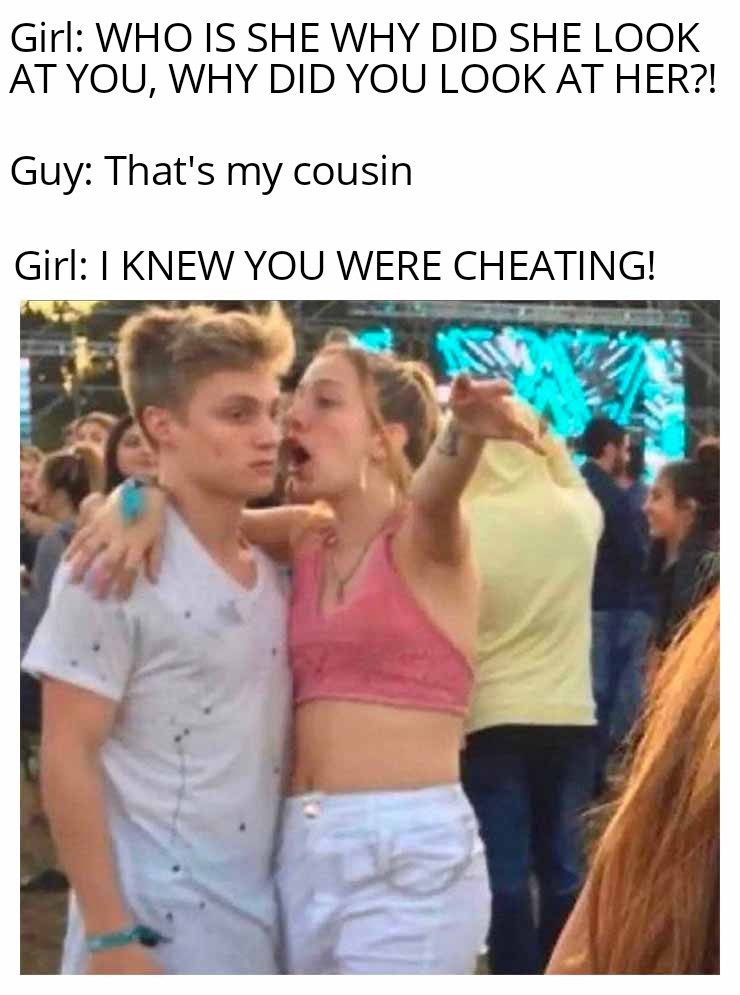 Girl: WHO IS SHE WHY DID SHE LOOK
AT YOU, WHY DID YOU LOOK AT HER?!
Guy: That's my cousin
Girl: I KNEW YOU WERE CHEATING!